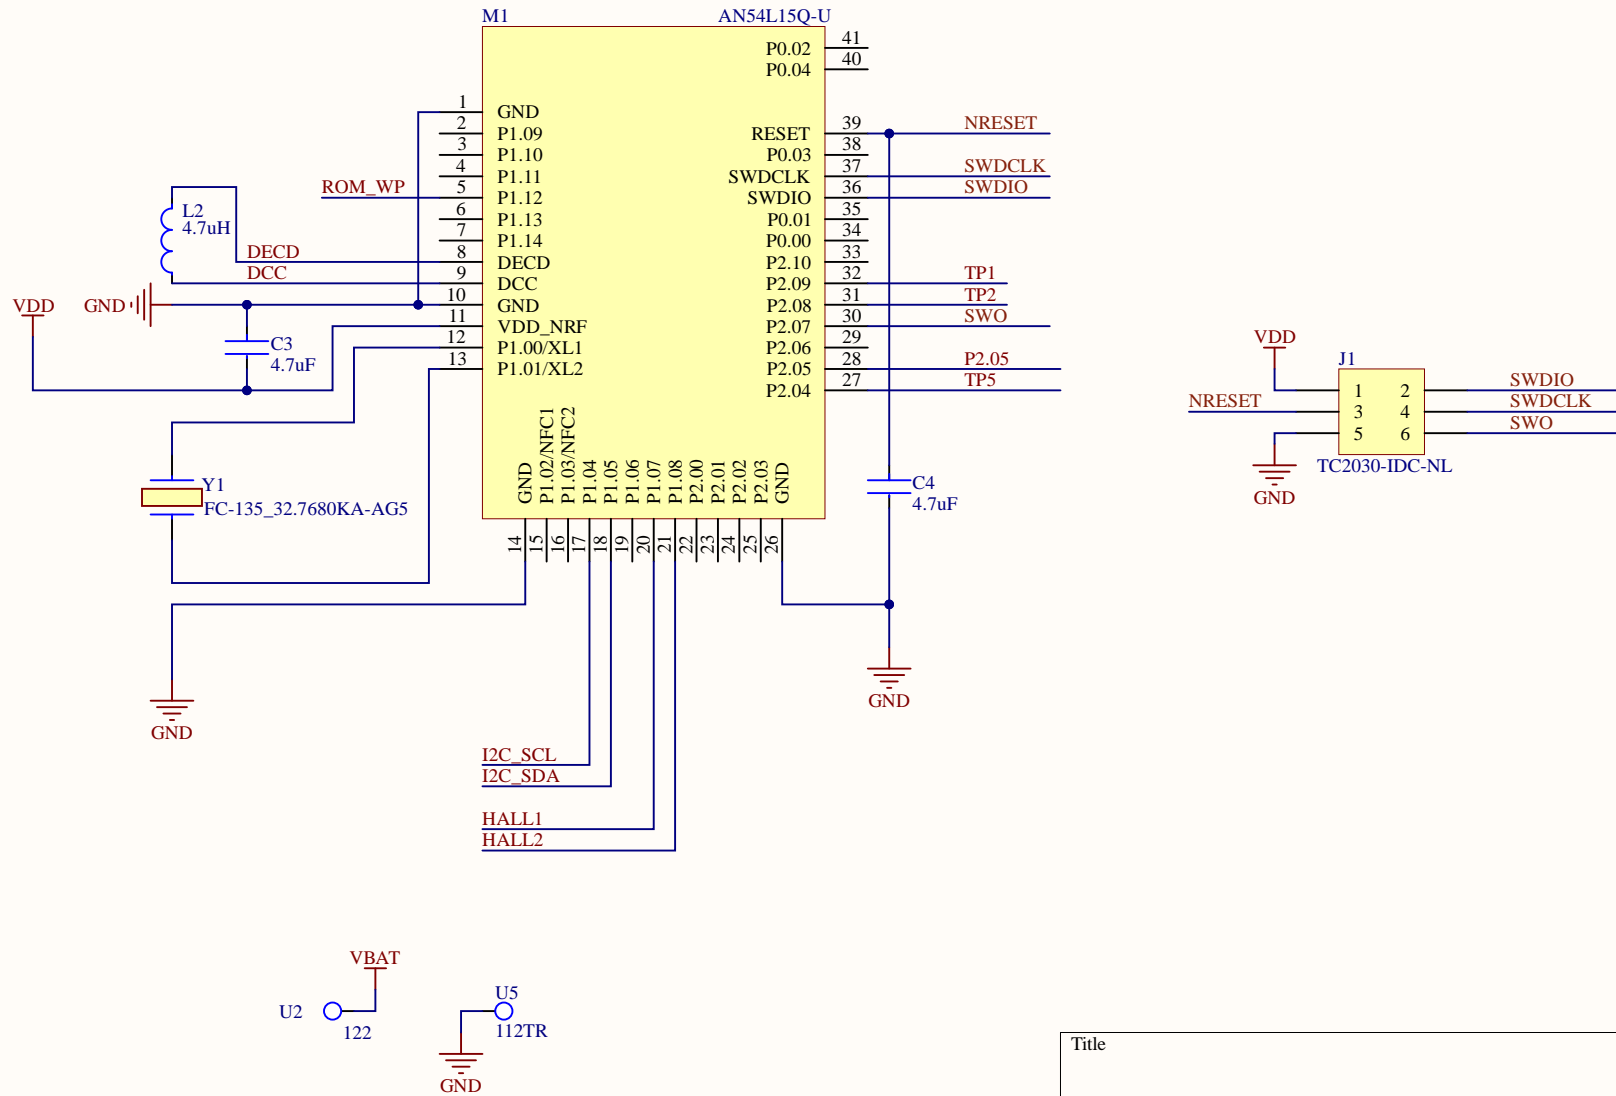 M1
AN54L15Q-U
1 GND
2 P1.09
3 P1.10
4 P1.11
ROM_WP 5 P1.12
6 P1.13
7 P1.14
DECD 8 DECD
DCC 9 DCC
GND 10 GND
11 VDD_NRF
12 P1.00/XL1
13 P1.01/XL2
L2
4.7uH
VDD
C3
4.7uF
Y1
FC-135_32.7680KA-AG5
P0.02 41
P0.04 40
RESET 39 NRESET
P0.03 38
SWDCLK 37 SWDCLK
SWDIO 36 SWDIO
P0.01 35
P0.00 34
P2.10 33
P2.09 32 TP1
P2.08 31 TP2
P2.07 30 SWO
P2.06 29
P2.05 28 P2.05
P2.04 27 TP5
GND 14
P1.02/NFC1 15
P1.03/NFC2 16
P1.04 17
P1.05 18
P1.06 19
P1.07 20
P1.08 21
P2.00 22
P2.01 23
P2.02 24
P2.03 25
GND 26
C4
4.7uF
GND
GND
I2C_SCL
I2C_SDA
HALL1
HALL2
VDD
J1
1 2 SWDIO
NRESET 3 4 SWDCLK
5 6 SWO
TC2030-IDC-NL
GND
VBAT
U2
122
U5
112TR
GND
Title